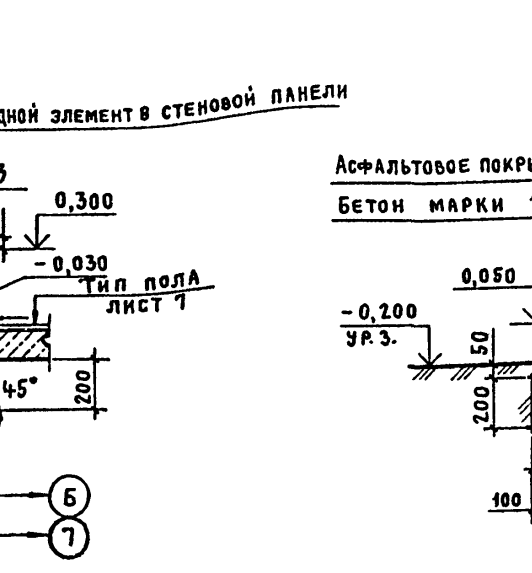 ДНОЙ ЭЛЕМЕНТ В СТЕНОВОЙ ПАНЕЛИ
0,300
-0,030
ТИП ПОЛА
ЛИСТ 7
45°
200
Б
7
АСФАЛЬТОВОЕ ПОКРЫ
БЕТОН МАРКИ
0,050
-0,200
УР. З.
50
200
100